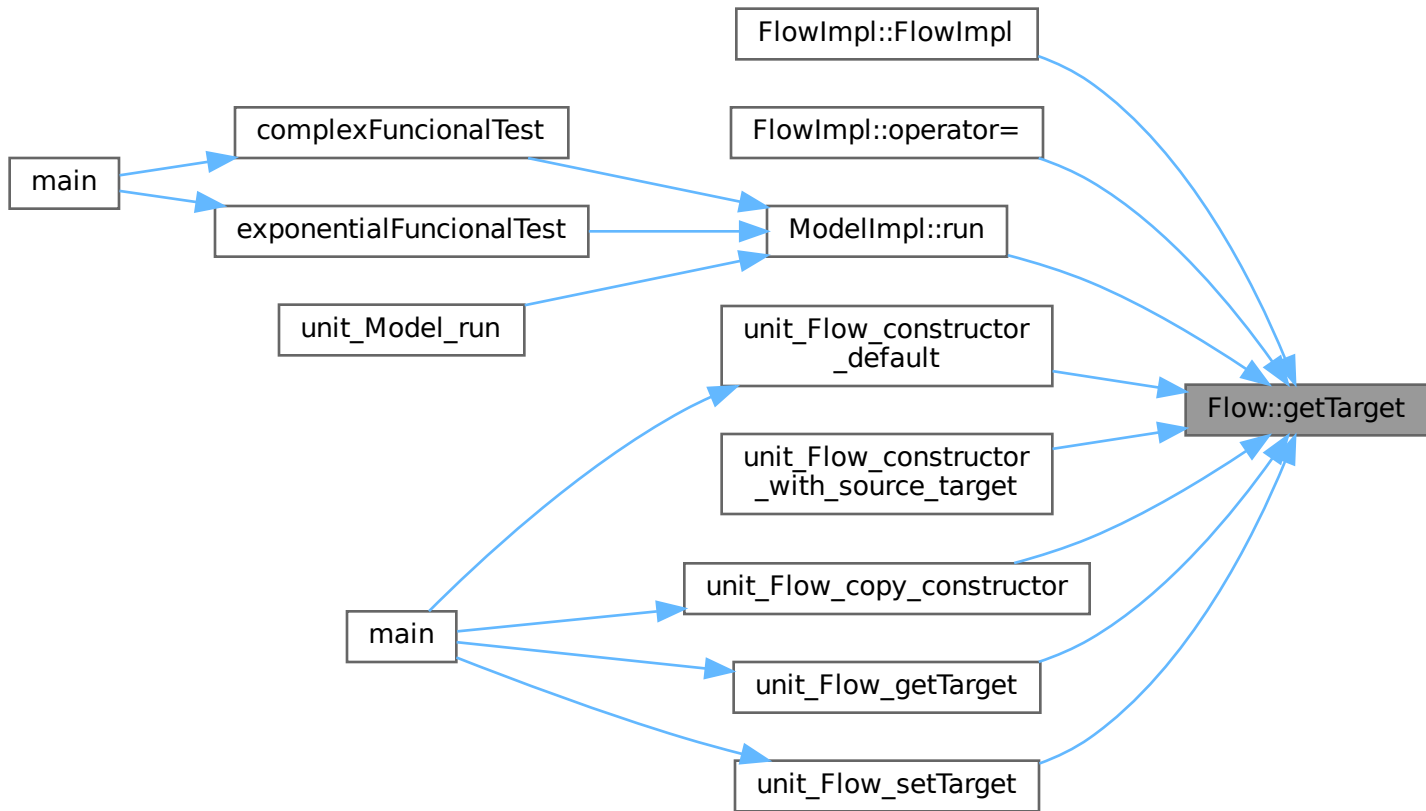 FlowImpl::FlowImpl
FlowImpl::operator=
complexFuncionalTest
main
exponentialFuncionalTest
ModelImpl::run
unit_Model_run
unit_Flow_constructor
_default
Flow::getTarget
unit_Flow_constructor
_with_source_target
unit_Flow_copy_constructor
main
unit_Flow_getTarget
unit_Flow_setTarget